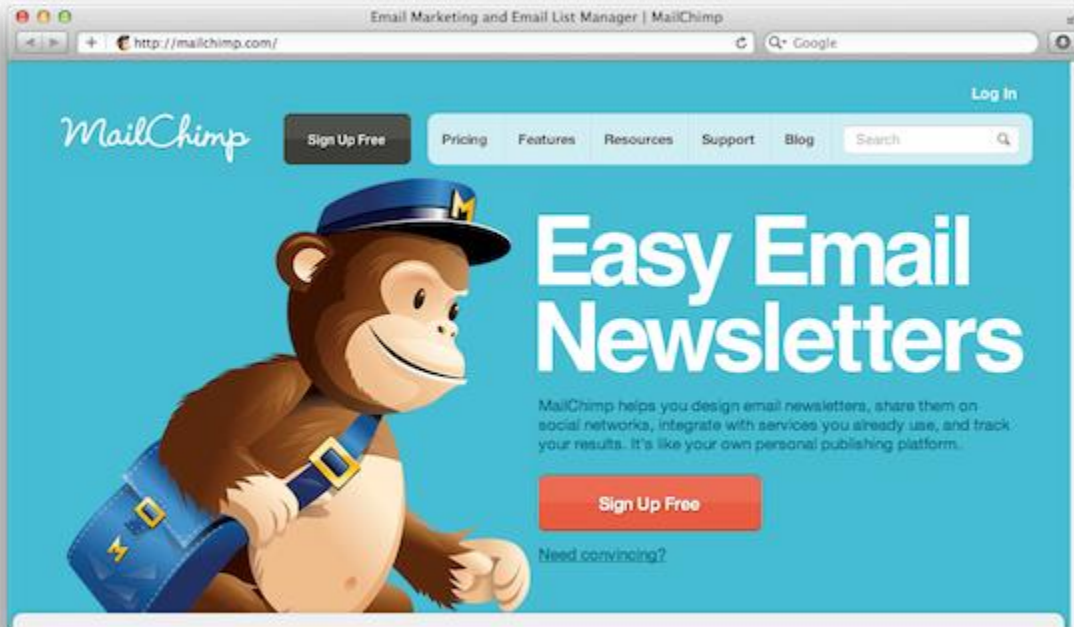 Email Marketing and Email List Manager | MailChimp
http://mailchimp.com/
Google
Log In
MailChimp
Sign Up Free
Pricing
Features
Resources
Support
Blog
Search
M
Easy Email
Newsletters
MailChimp helps you design email newsletters, share them on
social networks, integrate with services you already use, and track
your results. It's like your own personal publishing platform.
Sign Up Free
Need convincing?
M